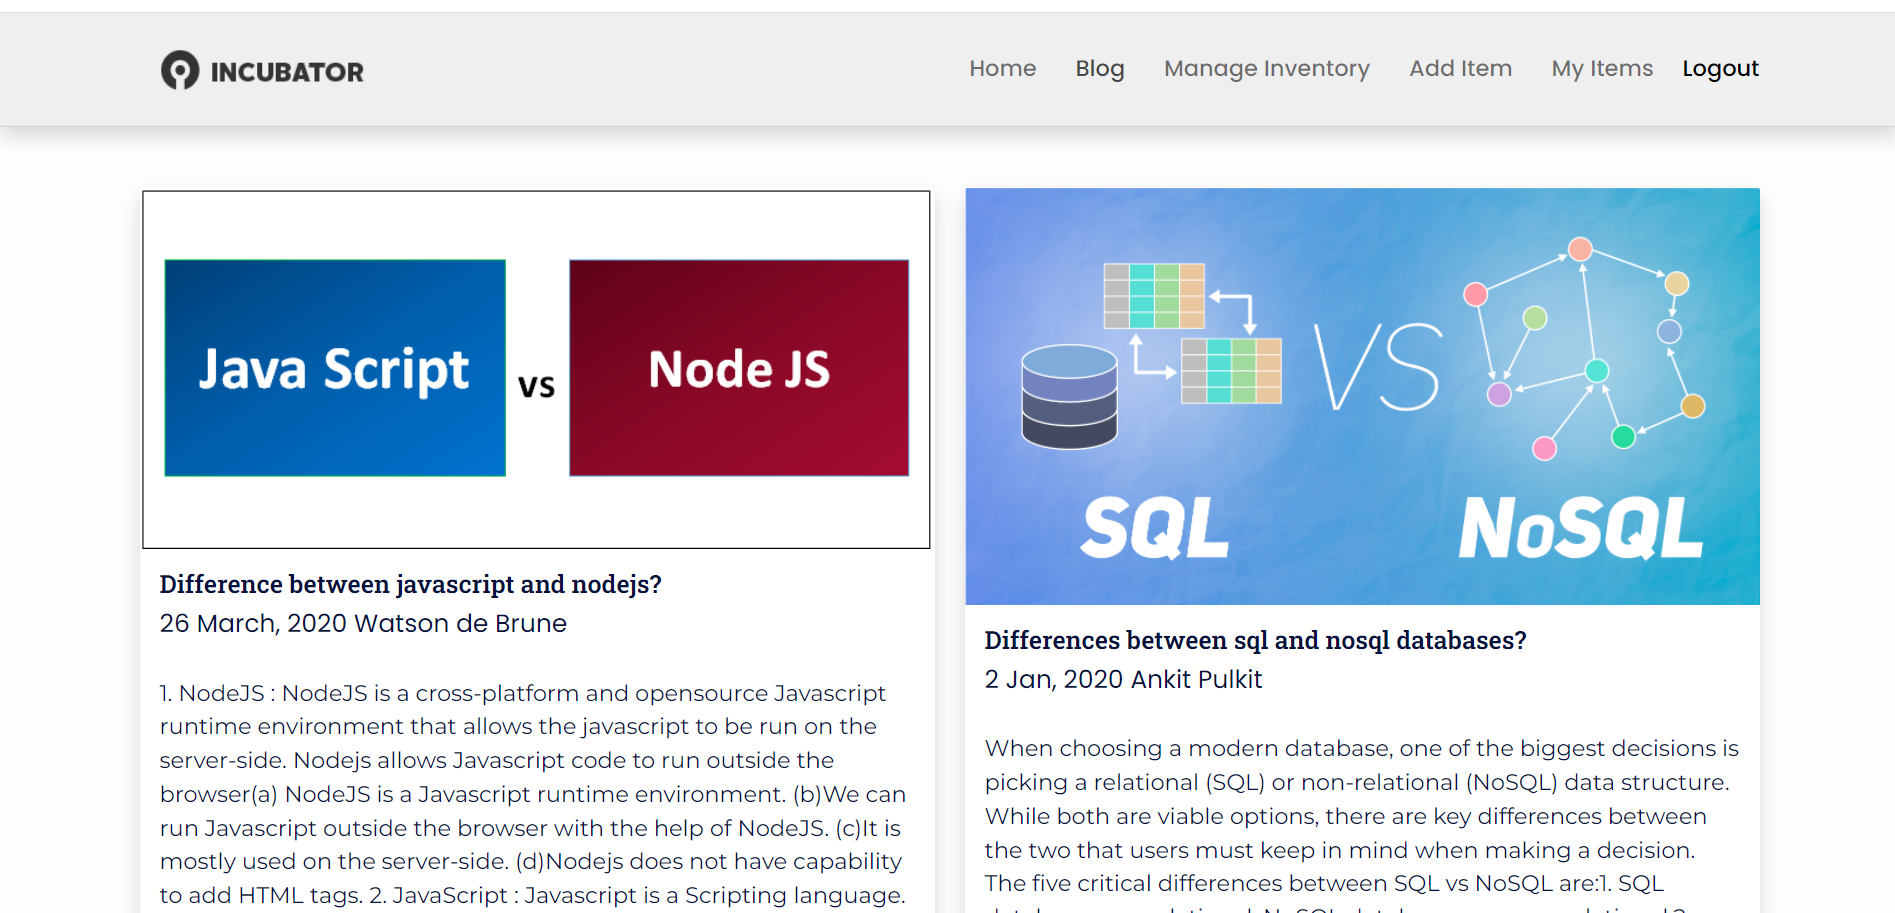 INCUBATOR
Home Blog Manage Inventory Add Item My Items Logout
Java Script vs Node JS
Difference between javascript and nodejs?
26 March, 2020 Watson de Brune
1. NodeJS : NodeJS is a cross-platform and opensource Javascript
runtime environment that allows the javascript to be run on the
server-side. Nodejs allows Javascript code to run outside the
browser(a) NodeJS is a Javascript runtime environment. (b)We can
run Javascript outside the browser with the help of NodeJS. (c)It is
mostly used on the server-side. (d)Nodejs does not have capability
to add HTML tags. 2. JavaScript : Javascript is a Scripting language.
VS
SQL NoSQL
Differences between sql and nosql databases?
2 Jan, 2020 Ankit Pulkit
When choosing a modern database, one of the biggest decisions is
picking a relational (SQL) or non-relational (NoSQL) data structure.
While both are viable options, there are key differences between
the two that users must keep in mind when making a decision.
The five critical differences between SQL vs NoSQL are:1. SQL